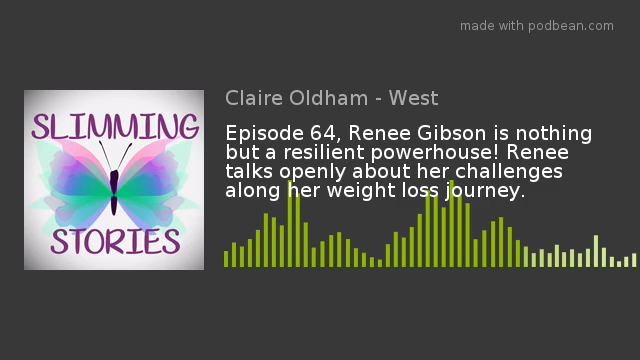 made with podbean.com
SLIMMING
STORIES
Claire Oldham - West
Episode 64, Renee Gibson is nothing
but a resilient powerhouse! Renee
talks openly about her challenges
along her weight loss journey.